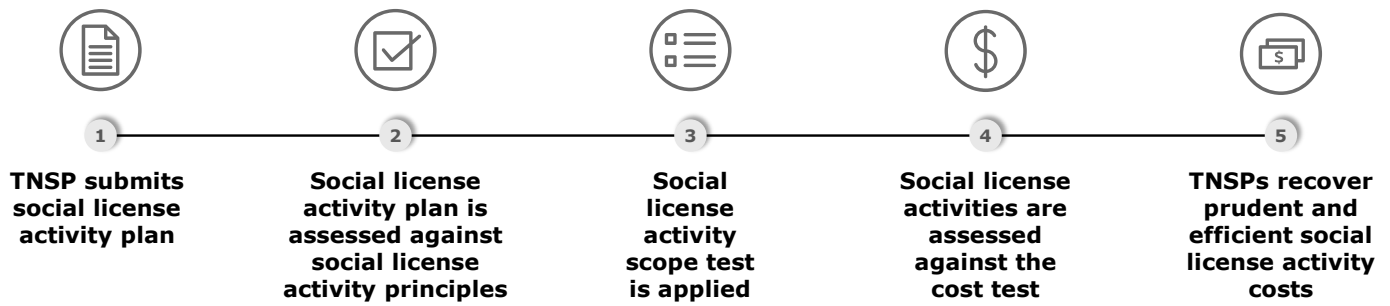 $
$
1
2
3
4
5
TNSP submits
social license
activity plan
Social license
activity plan is
assessed against
social license
activity principles
Social
license
activity
scope test
is applied
Social license
activities are
assessed
against the
cost test
TNSPs recover
prudent and
efficient social
license activity
costs